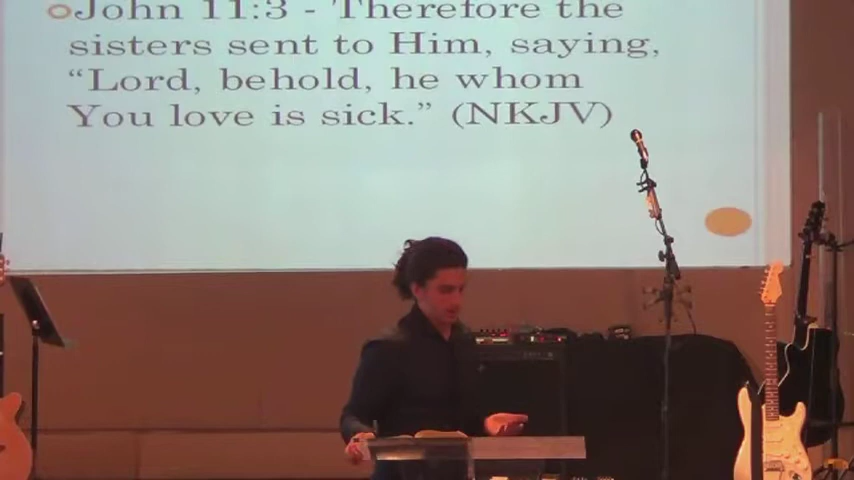 John 11:3 - Therefore the
sisters sent to Him, saying,
“Lord, behold, he whom
You love is sick.” (NKJV)